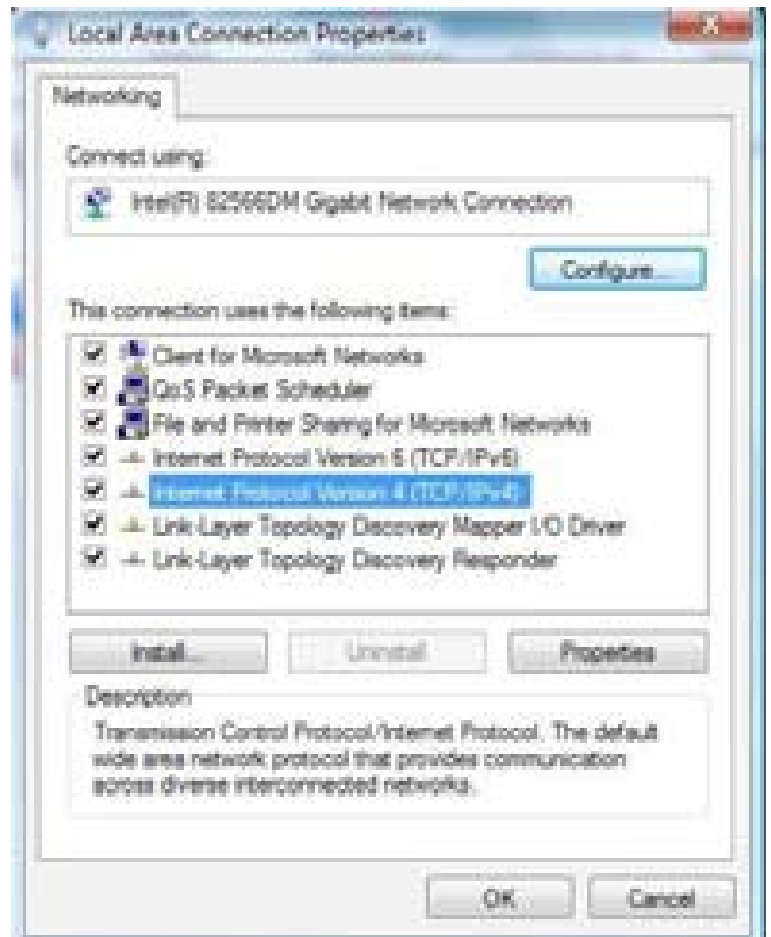 Local Area Connection Properties
Networking
Connect using:
Intel(R) 82566DM Gigabit Network Connection
Configure...
This connection uses the following items:
Client for Microsoft Networks
QoS Packet Scheduler
File and Printer Sharing for Microsoft Networks
Internet Protocol Version 6 (TCP/IPv6)
Internet Protocol Version 4 (TCP/IPv4)
Link-Layer Topology Discovery Mapper I/O Driver
Link-Layer Topology Discovery Responder
Install...
Uninstall
Properties
Description
Transmission Control Protocol/Internet Protocol. The default
wide area network protocol that provides communication
across diverse interconnected networks.
OK
Cancel